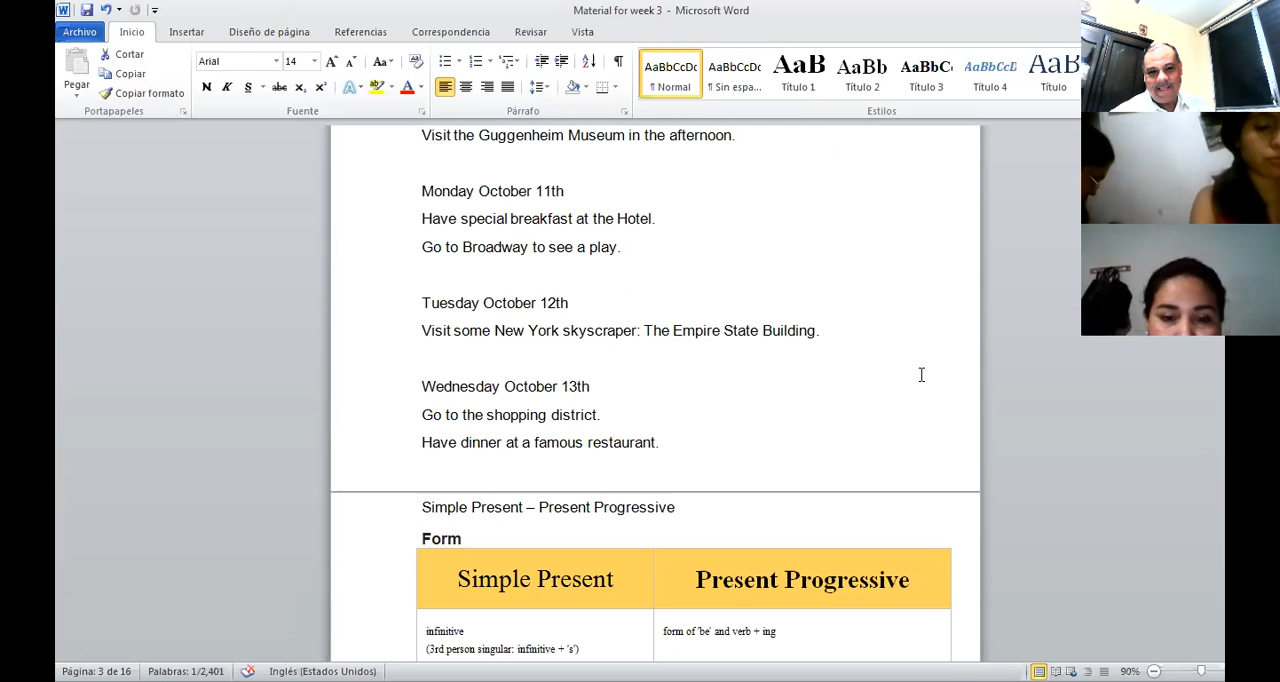 Material for week 3 - Microsoft Word
Archivo Inicio Insertar Diseño de página Referencias Correspondencia Revisar Vista
Pegar
Cortar
Copiar
Copiar formato
Portapapeles
Arial 14
N K S abc x₂ x²
Fuente
Párrafo
AaBbCcDc
¶ Normal
AaBbCcDc
¶ Sin espa...
AaB
Título 1
AaBb
Título 2
AaBbC
Título 3
AaBbCcD
Título 4
AaB
Título
Estilos
Visit the Guggenheim Museum in the afternoon.
Monday October 11th
Have special breakfast at the Hotel.
Go to Broadway to see a play.
Tuesday October 12th
Visit some New York skyscraper: The Empire State Building.
Wednesday October 13th
Go to the shopping district.
Have dinner at a famous restaurant.
Simple Present – Present Progressive
Form
Simple Present Present Progressive
infinitive
(3rd person singular: infinitive + 's')
form of 'be' and verb + ing
Página: 3 de 16 Palabras: 1/2,401 Inglés (Estados Unidos) 90%